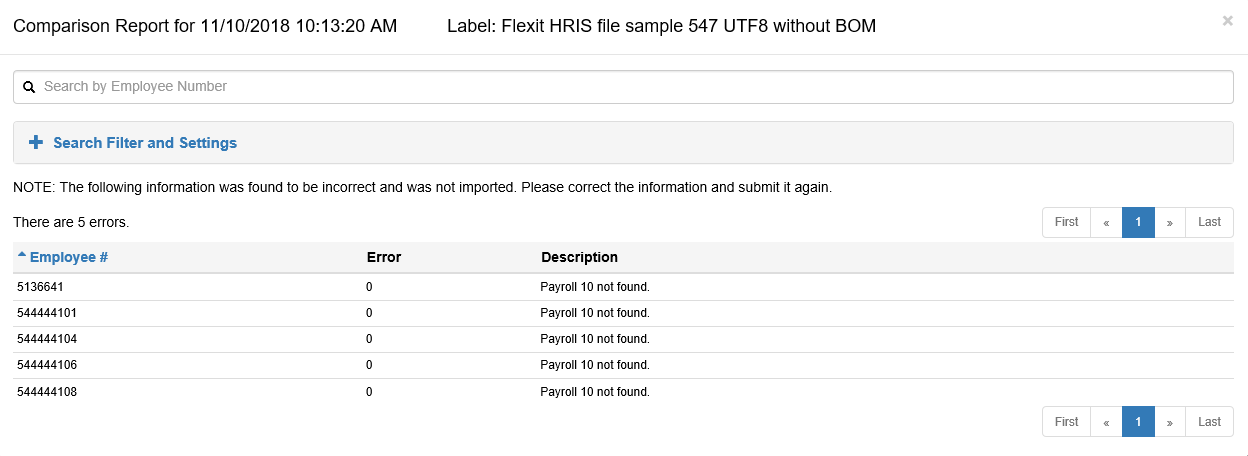 Comparison Report for 11/10/2018 10:13:20 AM Label: Flexit HRIS file sample 547 UTF8 without BOM ×
Search by Employee Number
+ Search Filter and Settings
NOTE: The following information was found to be incorrect and was not imported. Please correct the information and submit it again.
There are 5 errors. First « 1 » Last
Employee # Error Description
5136641 0 Payroll 10 not found.
544444101 0 Payroll 10 not found.
544444104 0 Payroll 10 not found.
544444106 0 Payroll 10 not found.
544444108 0 Payroll 10 not found.
First « 1 » Last